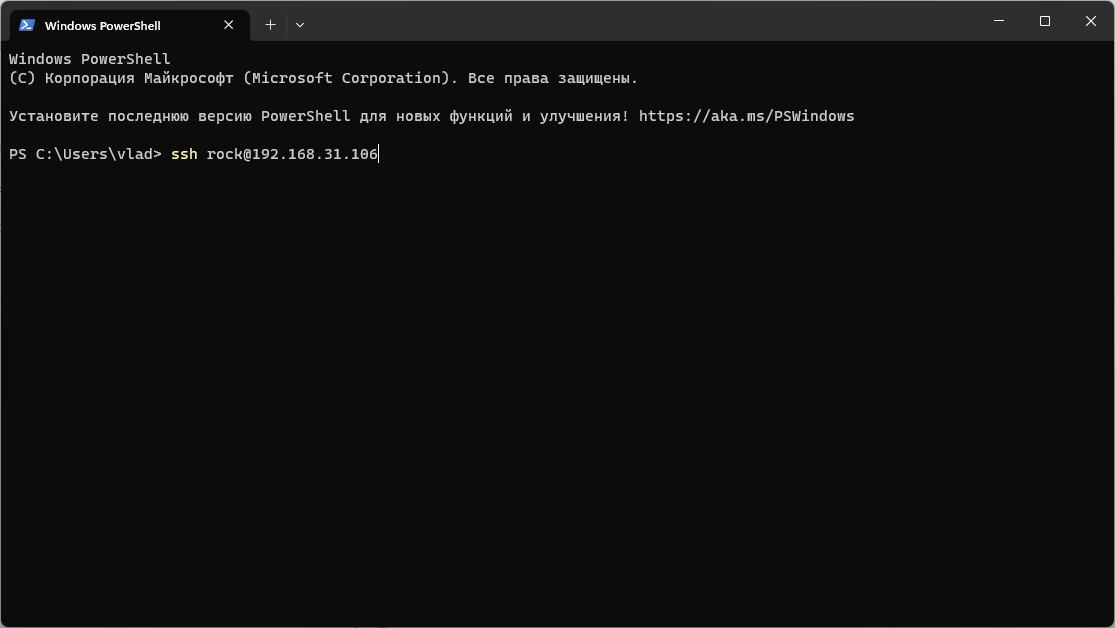 Windows PowerShell
Windows PowerShell
(C) Корпорация Майкрософт (Microsoft Corporation). Все права защищены.
Установите последнюю версию PowerShell для новых функций и улучшения! https://aka.ms/PSWindows
PS C:\Users\vlad> ssh rock@192.168.31.106